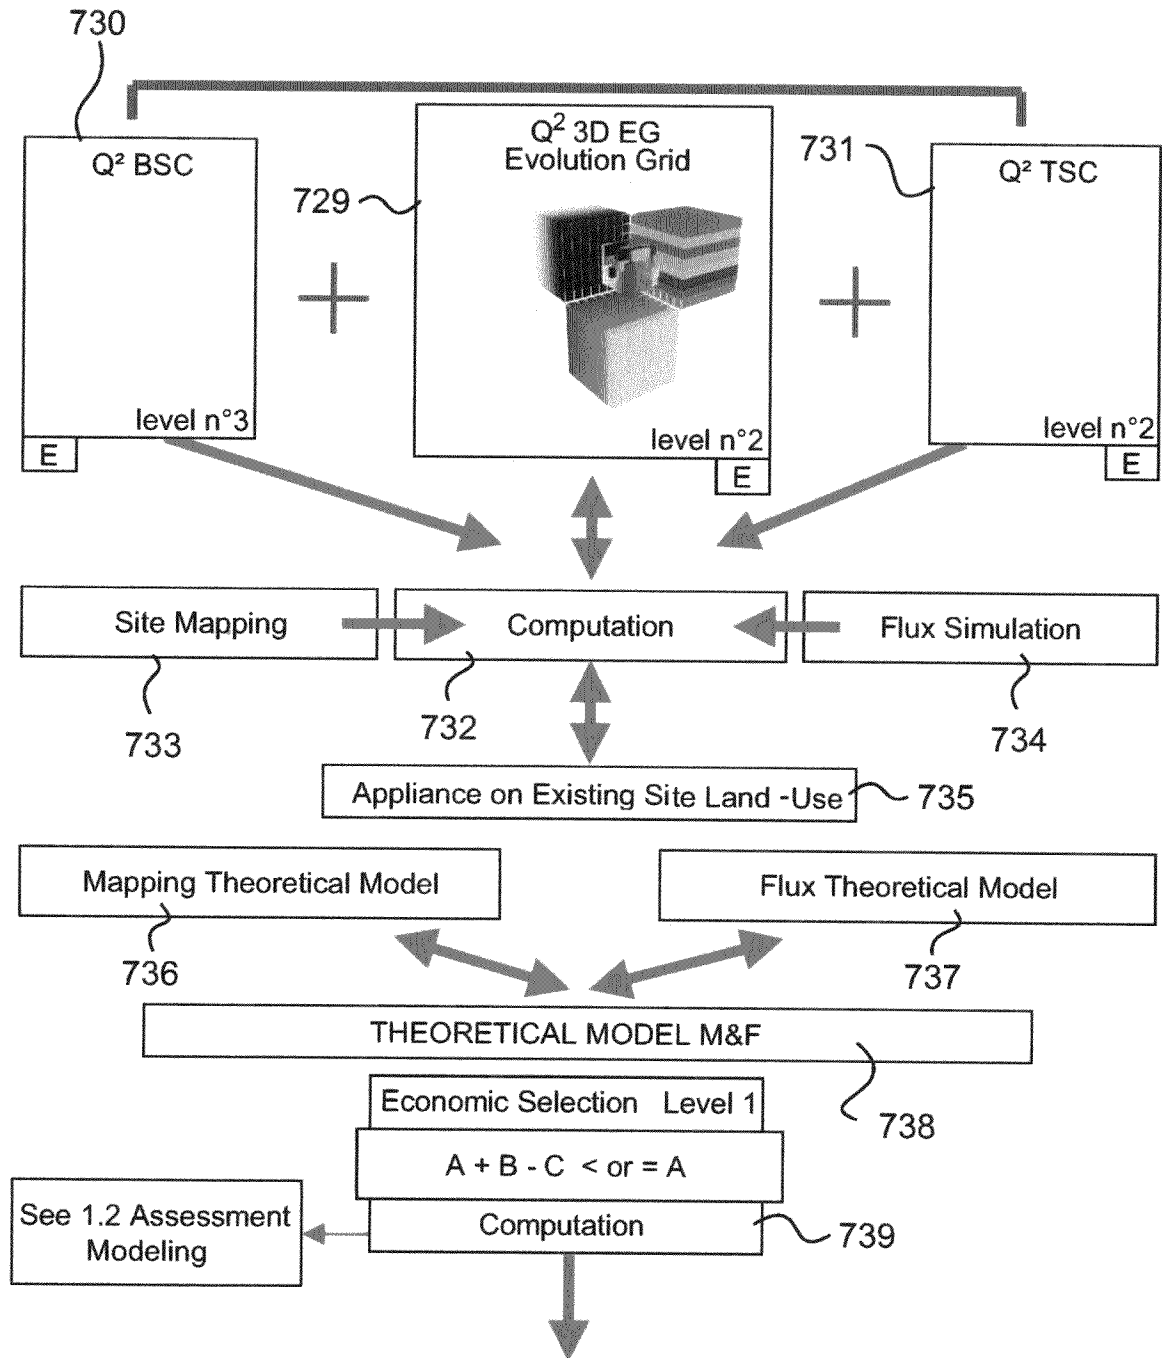 730
Q² BSC
Q² 3D EG
Evolution Grid
729
731
Q² TSC
level n°3
E
level n°2
E
level n°2
E
Site Mapping
Computation
Flux Simulation
733
732
734
Appliance on Existing Site Land -Use
735
Mapping Theoretical Model
Flux Theoretical Model
736
737
THEORETICAL MODEL M&F
738
Economic Selection Level 1
A + B - C < or = A
Computation
739
See 1.2 Assessment
Modeling